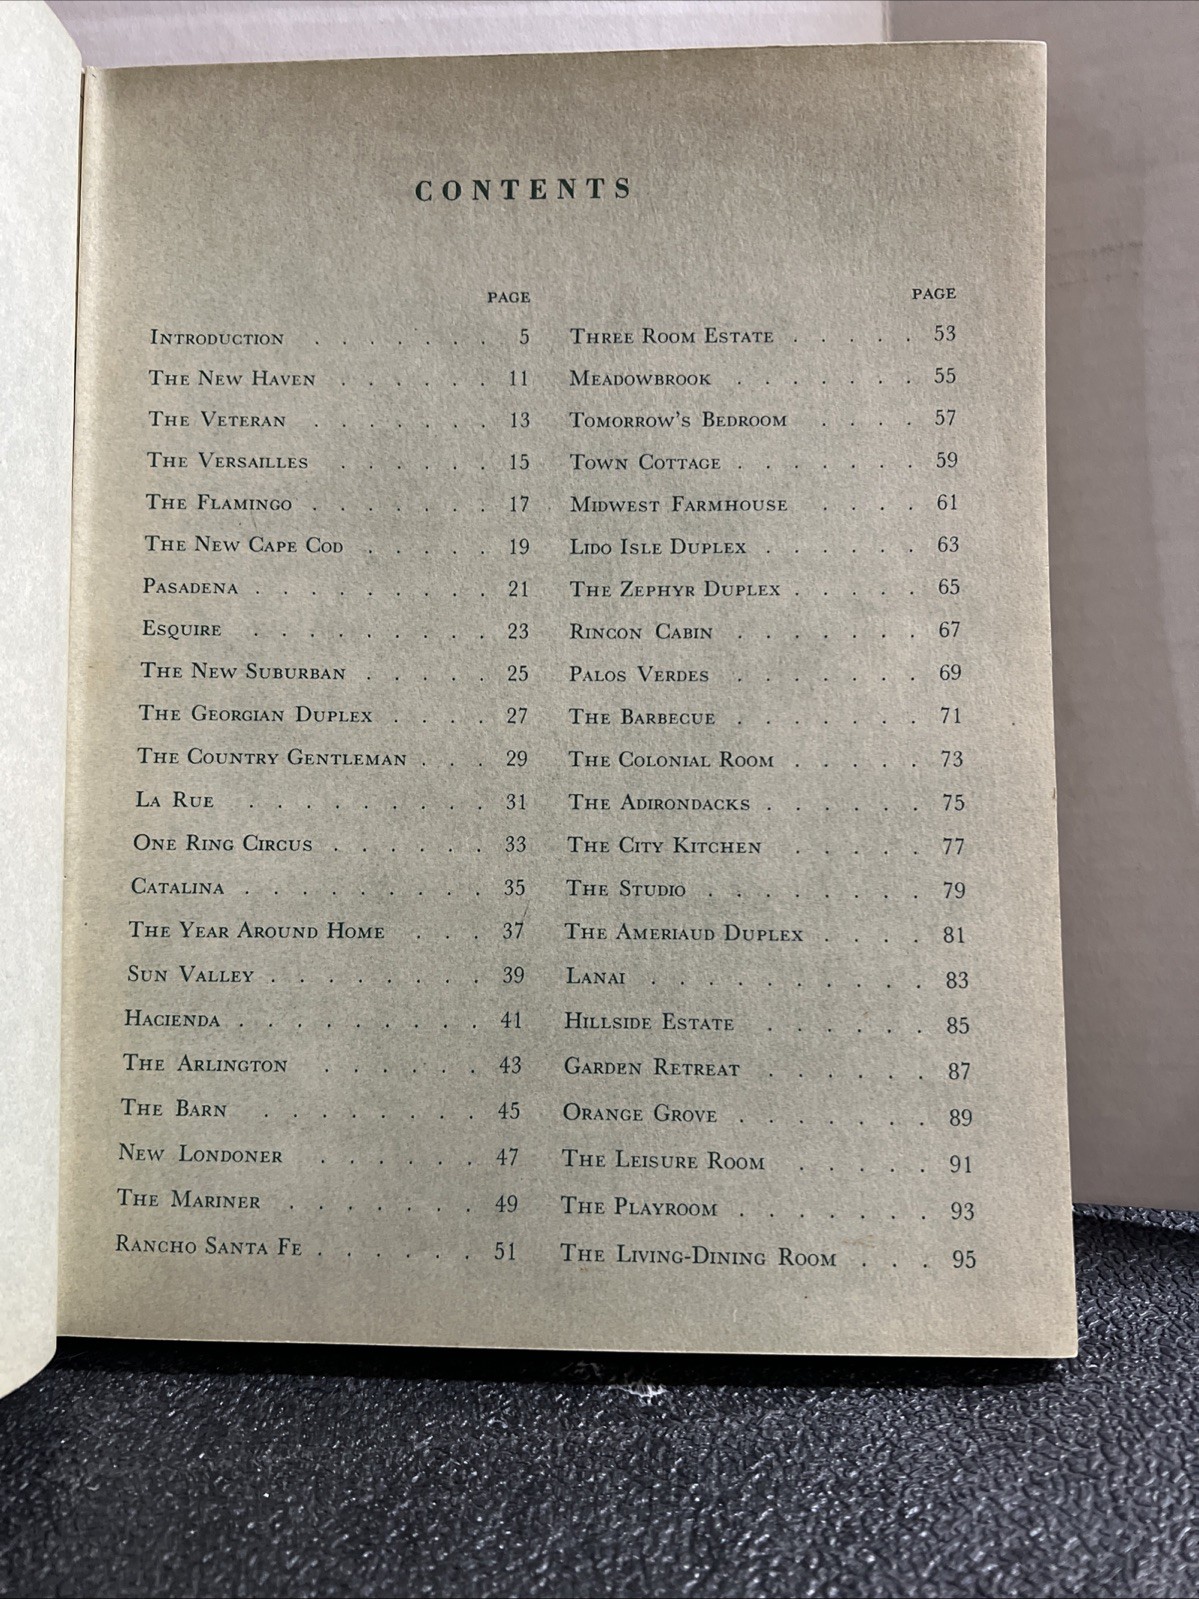 CONTENTS
PAGE
INTRODUCTION . . . . . . . 5
THE NEW HAVEN . . . . . . 11
THE VETERAN . . . . . . . 13
THE VERSAILLES . . . . . . 15
THE FLAMINGO . . . . . . . 17
THE NEW CAPE COD . . . . . 19
PASADENA . . . . . . . . . 21
ESQUIRE . . . . . . . . . 23
THE NEW SUBURBAN . . . . . 25
THE GEORGIAN DUPLEX . . . . 27
THE COUNTRY GENTLEMAN . . . 29
LA RUE . . . . . . . . . 31
ONE RING CIRCUS . . . . . . 33
CATALINA . . . . . . . . . 35
THE YEAR AROUND HOME . . . 37
SUN VALLEY . . . . . . . . 39
HACIENDA . . . . . . . . . 41
THE ARLINGTON . . . . . . 43
THE BARN . . . . . . . . 45
NEW LONDONER . . . . . . 47
THE MARINER . . . . . . . 49
RANCHO SANTA FE . . . . . . 51
PAGE
THREE ROOM ESTATE . . . . . 53
MEADOWBROOK . . . . . . . 55
TOMORROW'S BEDROOM . . . . 57
TOWN COTTAGE . . . . . . . 59
MIDWEST FARMHOUSE . . . . 61
LIDO ISLE DUPLEX . . . . . . 63
THE ZEPHYR DUPLEX . . . . . 65
RINCON CABIN . . . . . . . 67
PALOS VERDES . . . . . . . 69
THE BARBECUE . . . . . . . 71
THE COLONIAL ROOM . . . . . 73
THE ADIRONDACKS . . . . . . 75
THE CITY KITCHEN . . . . . 77
THE STUDIO . . . . . . . . 79
THE AMERIAUD DUPLEX . . . . 81
LANAI . . . . . . . . . . 83
HILLSIDE ESTATE . . . . . . 85
GARDEN RETREAT . . . . . . 87
ORANGE GROVE . . . . . . . 89
THE LEISURE ROOM . . . . . 91
THE PLAYROOM . . . . . . . 93
THE LIVING-DINING ROOM . . . 95